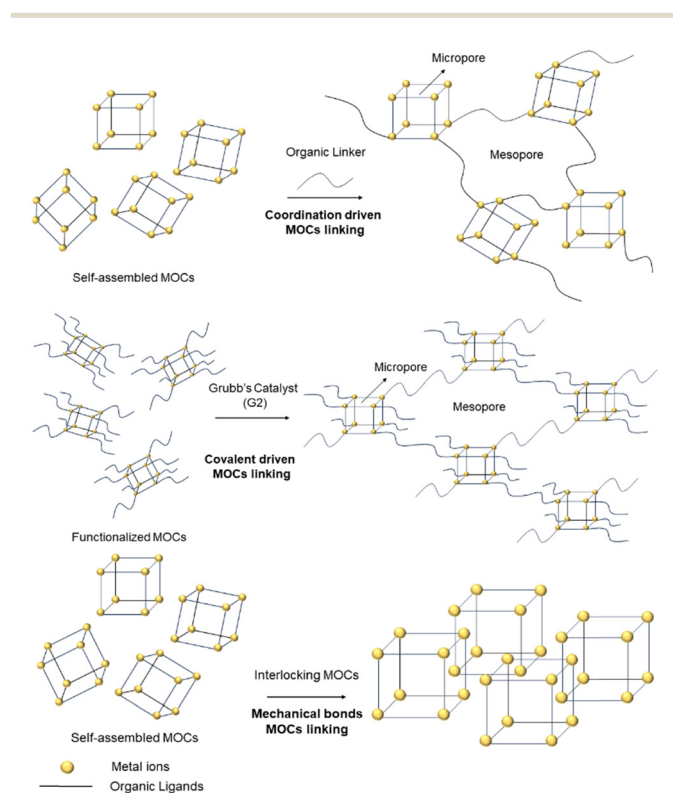 Micropore
Organic Linker
Mesopore
Coordination driven
MOCs linking
Self-assembled MOCs
Grubb's Catalyst
(G2)
Micropore
Mesopore
Covalent driven
MOCs linking
Functionalized MOCs
Interlocking MOCs
Mechanical bonds
MOCs linking
Self-assembled MOCs
Metal ions
Organic Ligands